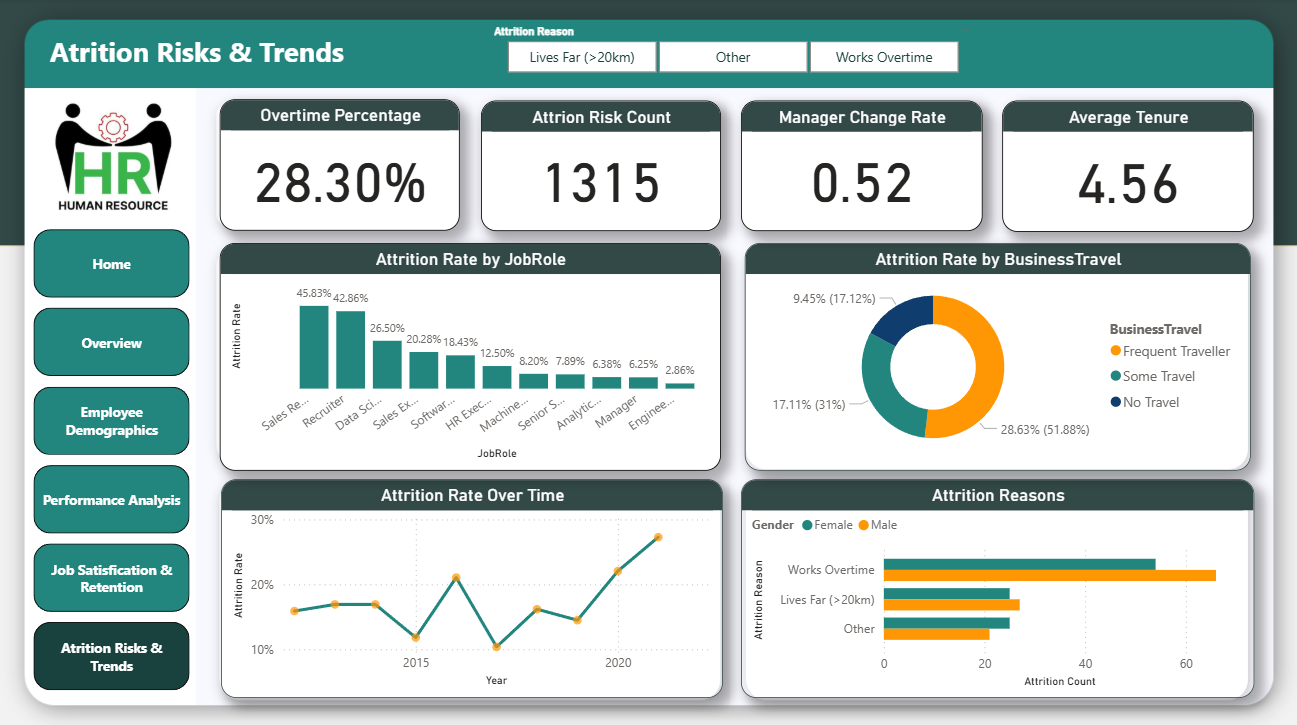 Atrition Risks & Trends
Attrition Reason
Lives Far (>20km)
Other
Works Overtime
HR
HUMAN RESOURCE
Home
Overview
Employee
Demographics
Performance Analysis
Job Satisfication &
Retention
Atrition Risks &
Trends
Overtime Percentage
28.30%
Attrion Risk Count
1315
Manager Change Rate
0.52
Average Tenure
4.56
Attrition Rate by JobRole
Attrition Rate
45.83%
42.86%
26.50%
20.28%
18.43%
12.50%
8.20%
7.89%
6.38%
6.25%
2.86%
Sales Re...
Recruiter
Data Sci...
Sales Ex...
Softwar...
HR Exec...
Machine...
Senior S...
Analytic...
Manager
Enginee...
JobRole
Attrition Rate by BusinessTravel
9.45% (17.12%)
17.11% (31%)
28.63% (51.88%)
BusinessTravel
Frequent Traveller
Some Travel
No Travel
Attrition Rate Over Time
Attrition Rate
30%
20%
10%
2015
2020
Year
Attrition Reasons
Gender
Female
Male
Attrition Reason
Works Overtime
Lives Far (>20km)
Other
0
20
40
60
Attrition Count